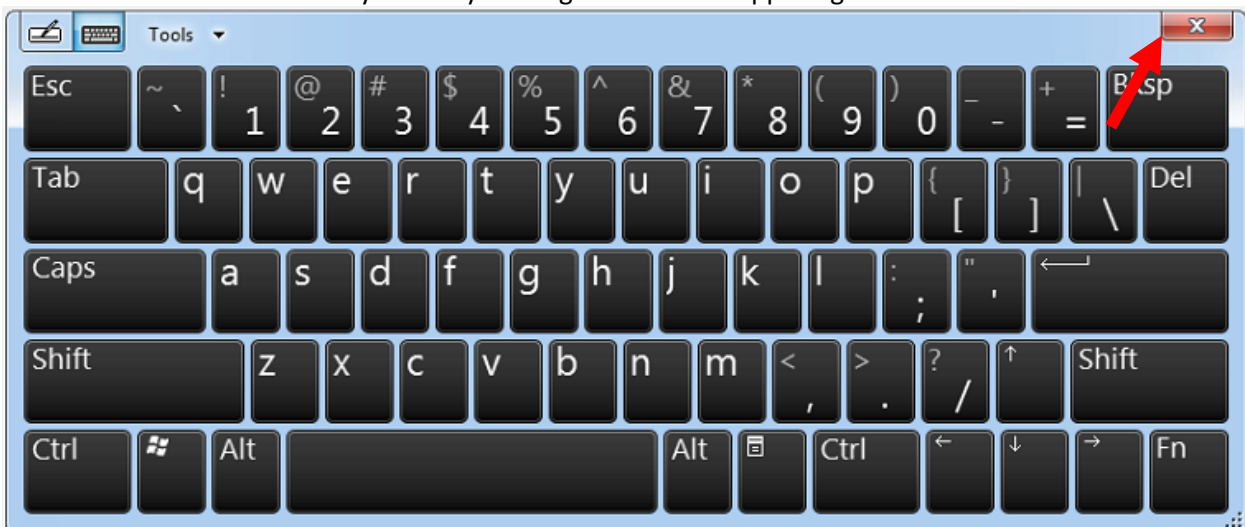 Tools
Esc ~ ` ! 1 @ 2 # 3 $ 4 % 5 ^ 6 & 7 * 8 ( 9 ) 0 _ - + = Bksp
Tab q w e r t y u i o p { [ } ] | \ Del
Caps a s d f g h j k l : ; " '
Shift z x c v b n m < , > . ? / ↑ Shift
Ctrl Alt Alt Ctrl ← ↓ → Fn